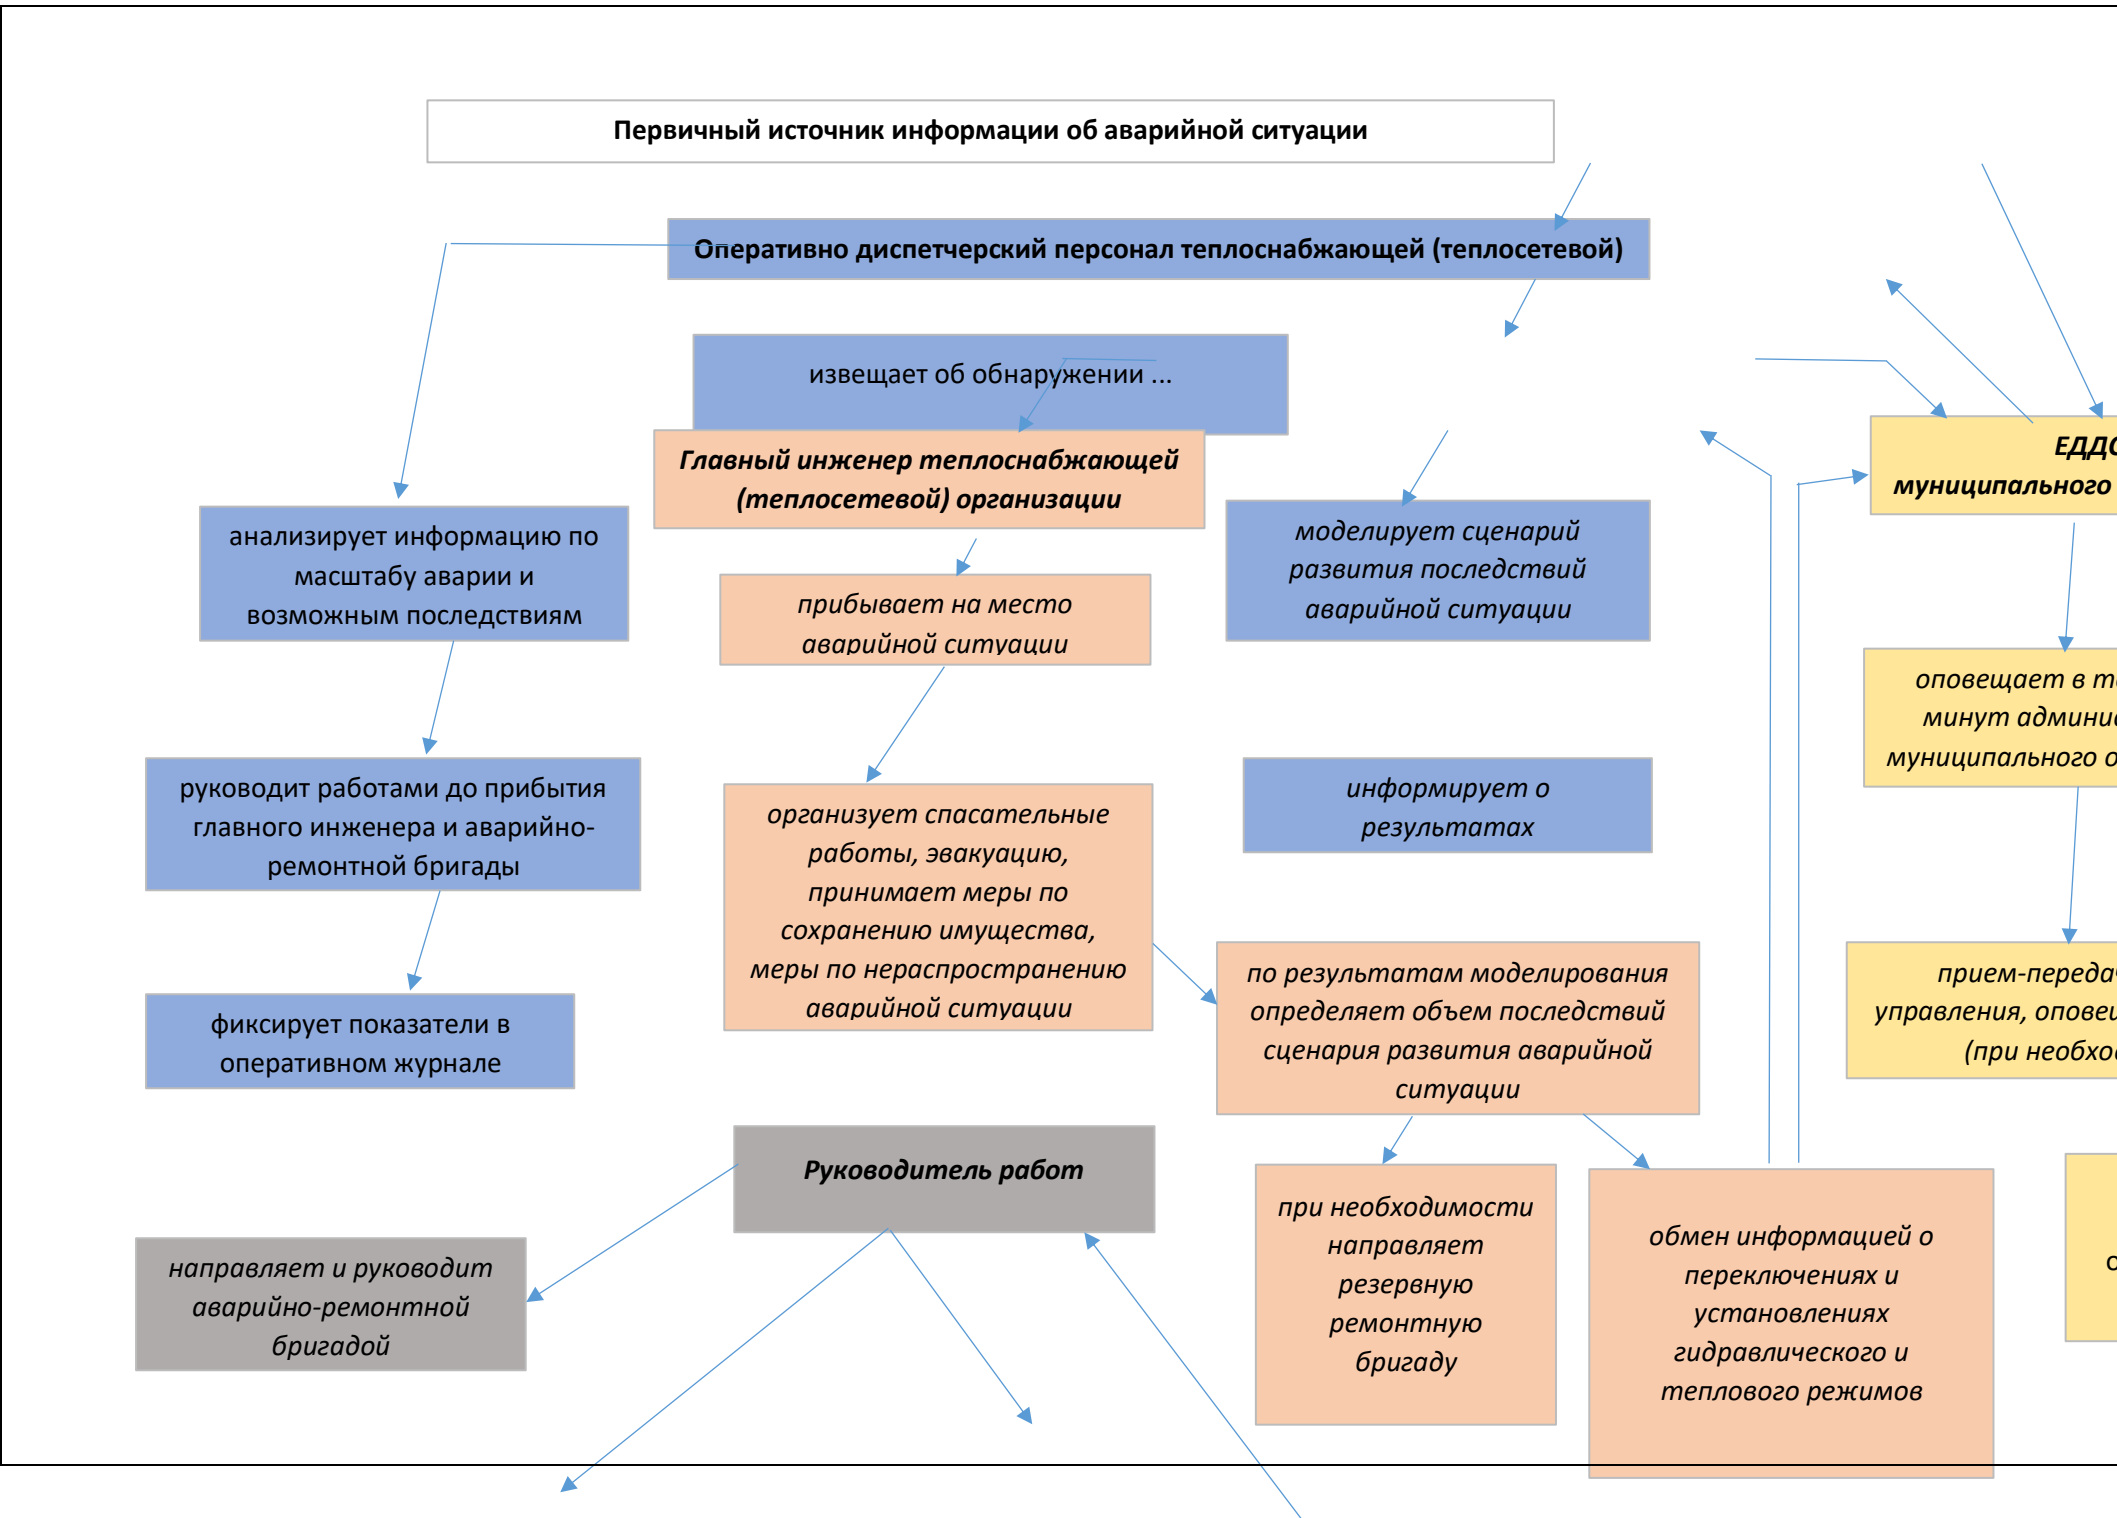 Первичный источник информации об аварийной ситуации
Оперативно диспетчерский персонал теплоснабжающей (теплосетевой)
извещает об обнаружении ...
Главный инженер теплоснабжающей
(теплосетевой) организации
ЕДДС
муниципального
анализирует информацию по
масштабу аварии и
возможным последствиям
моделирует сценарий
развития последствий
аварийной ситуации
прибывает на место
аварийной ситуации
оповещает в
минут
муниципального
руководит работами до прибытия
главного инженера и аварийно-
ремонтной бригады
организует спасательные
работы, эвакуацию,
принимает меры по
сохранению имущества,
меры по нераспространению
аварийной ситуации
информирует о
результатах
по результатам моделирования
определяет объем последствий
сценария развития аварийной
ситуации
управления,
(при
фиксирует показатели в
оперативном журнале
Руководитель работ
направляет и руководит
аварийно-ремонтной
бригадой
при необходимости
направляет
резервную
ремонтную
бригаду
обмен информацией о
переключениях и
установлениях
гидравлического и
теплового режимов